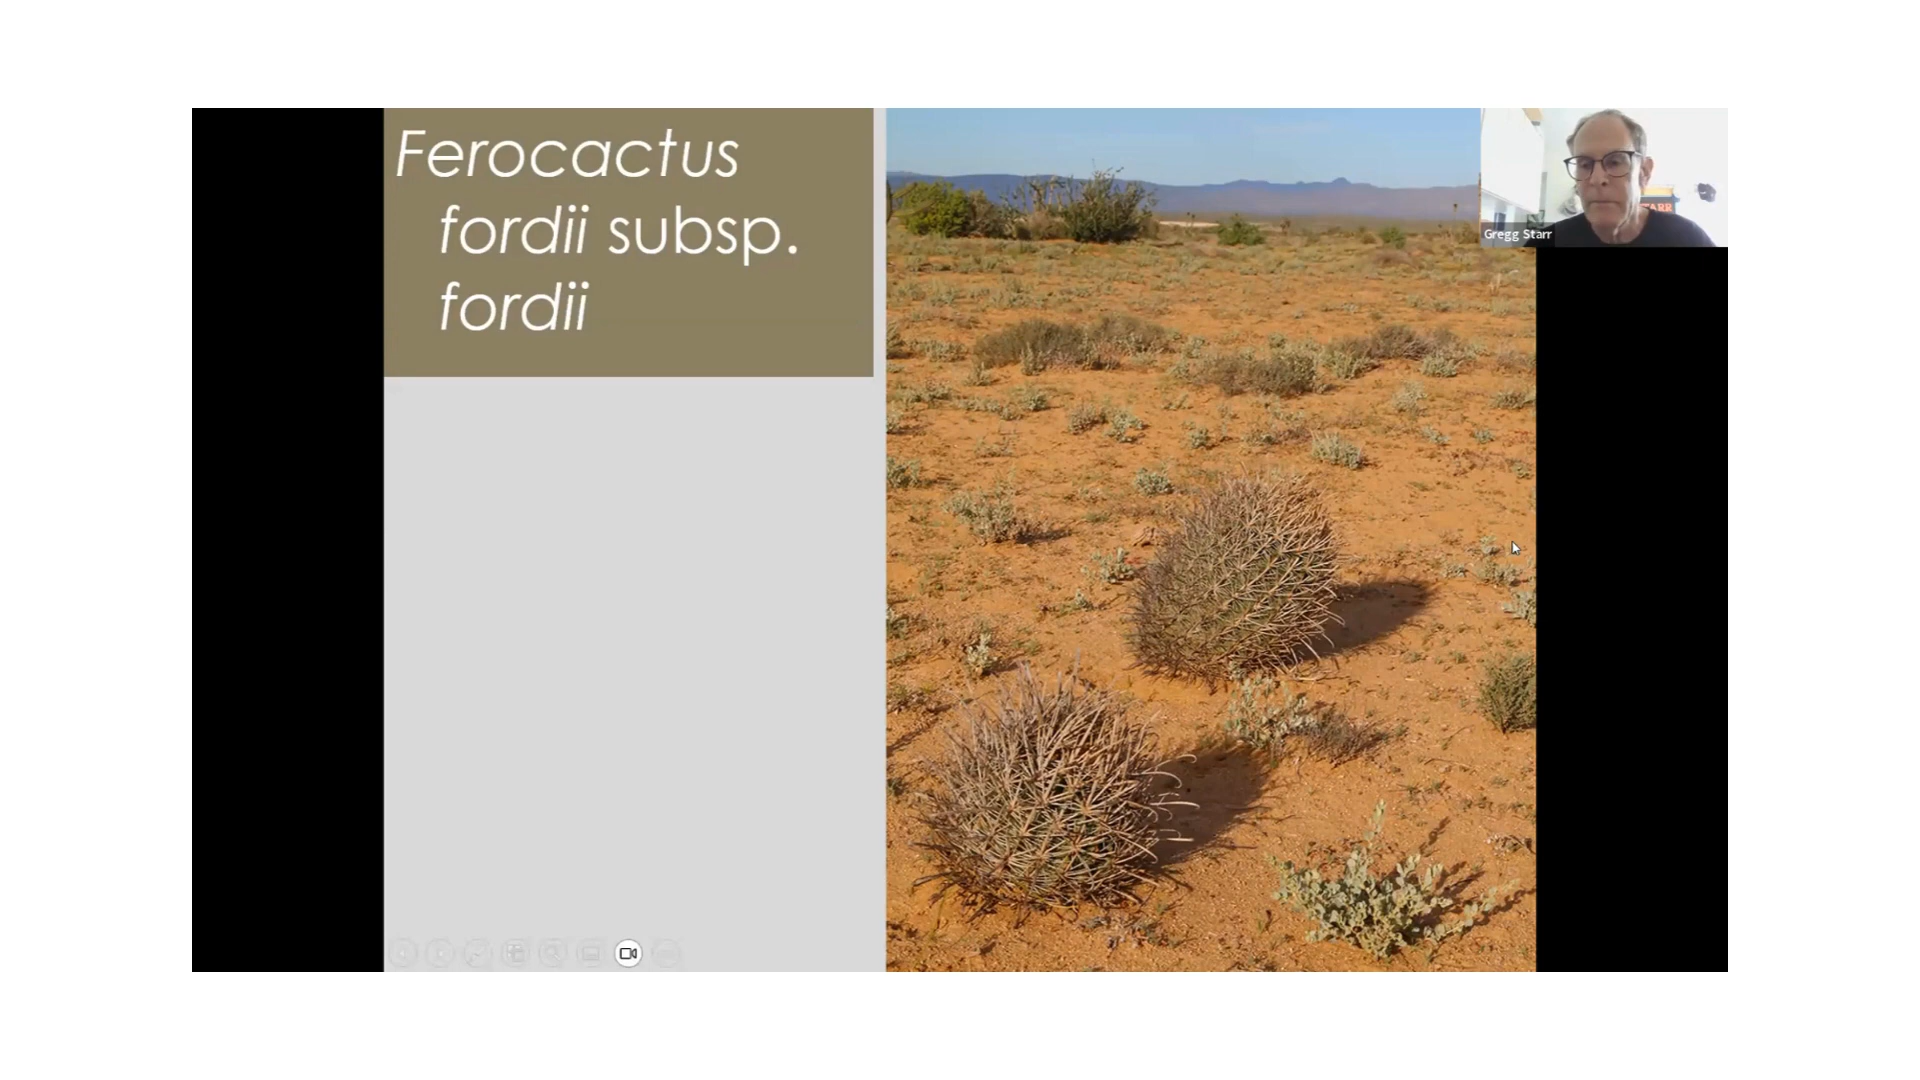 Ferocactus
fordii subsp.
fordii
Gregg Starr